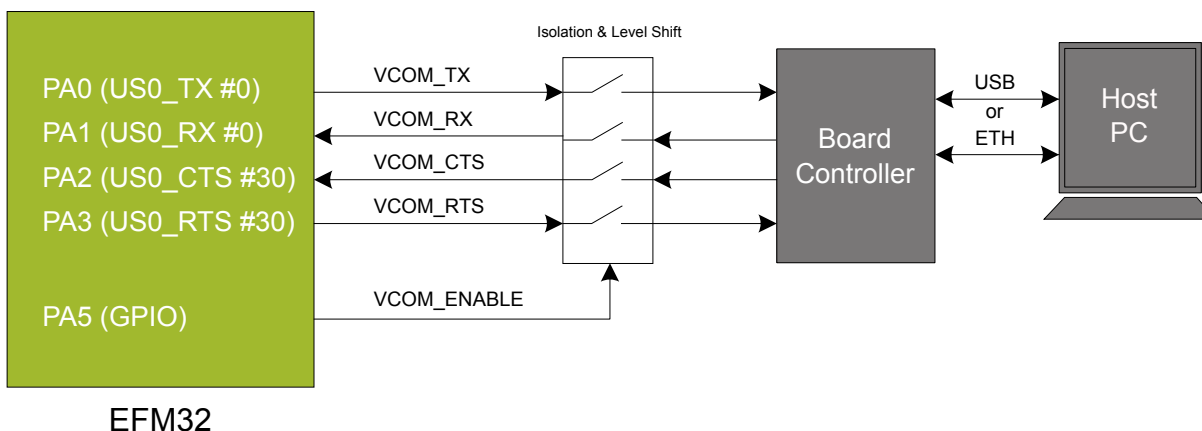 Isolation & Level Shift
PA0 (US0_TX #0)
PA1 (US0_RX #0)
PA2 (US0_CTS #30)
PA3 (US0_RTS #30)
PA5 (GPIO)
VCOM_TX
VCOM_RX
VCOM_CTS
VCOM_RTS
VCOM_ENABLE
Board
Controller
USB
or
ETH
Host
PC
EFM32